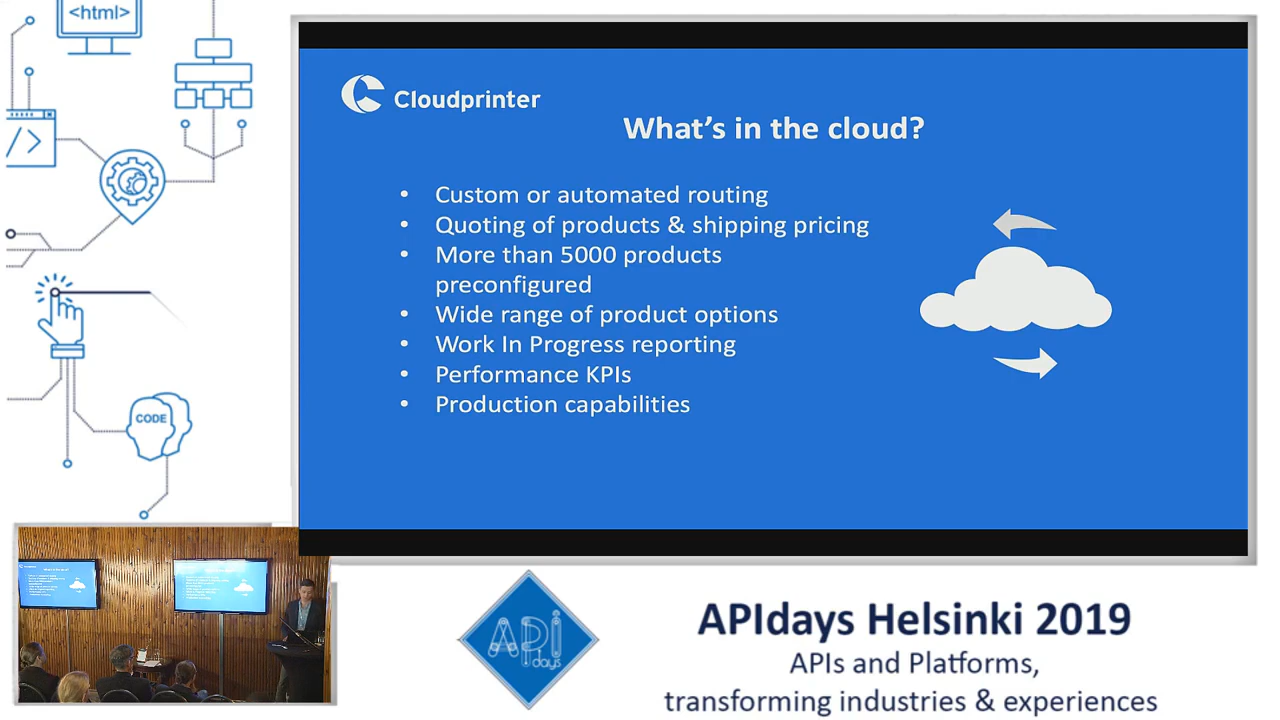 <html>
</>
CODE
Cloudprinter
What's in the cloud?
• Custom or automated routing
• Quoting of products & shipping pricing
• More than 5000 products
preconfigured
• Wide range of product options
• Work In Progress reporting
• Performance KPIs
• Production capabilities
API
days
APIdays Helsinki 2019
APIs and Platforms,
transforming industries & experiences